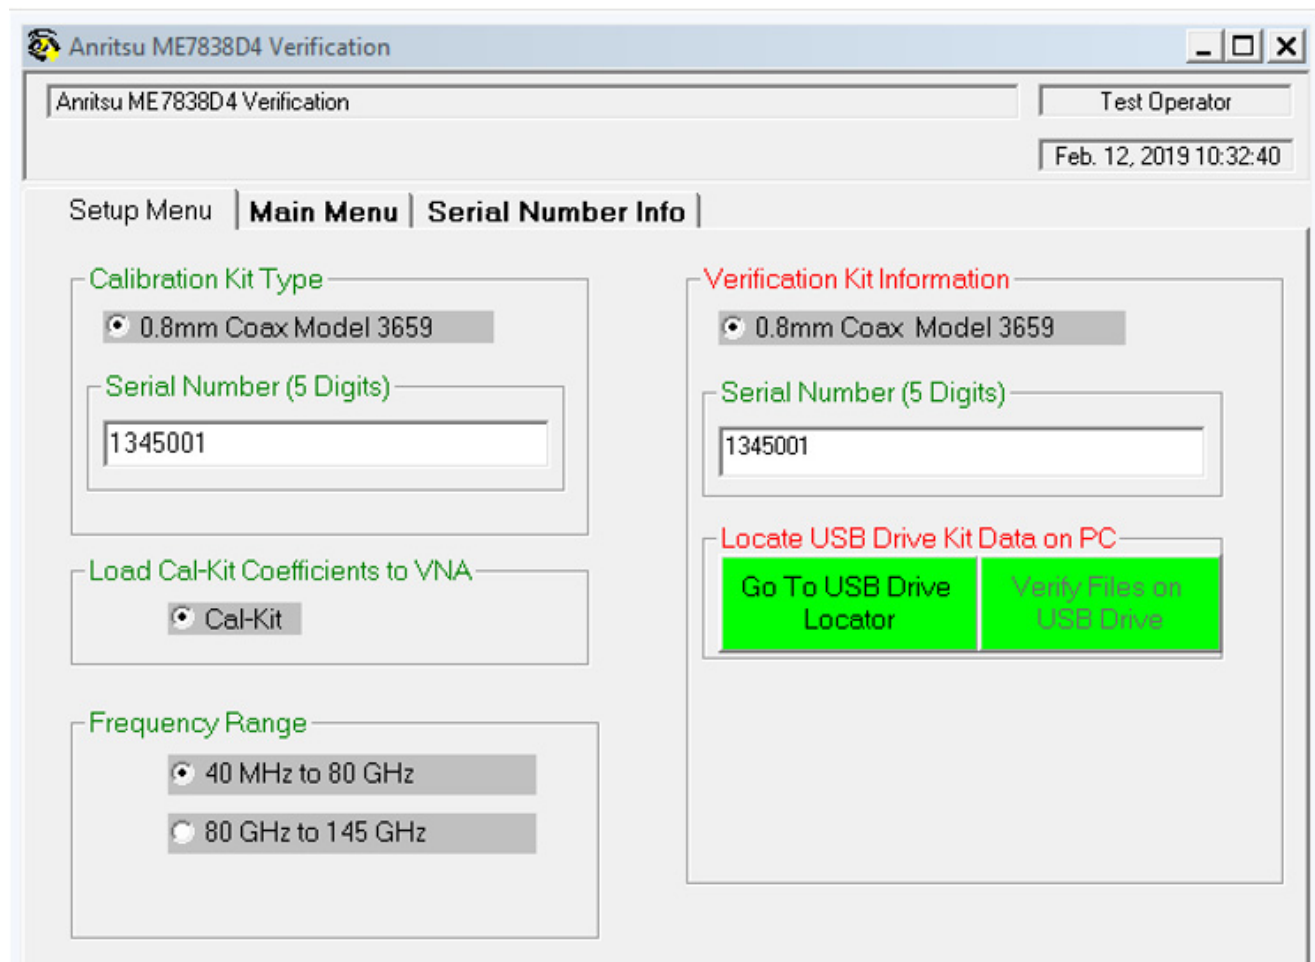 Anritsu ME7838D4 Verification
Anritsu ME7838D4 Verification
Test Operator
Feb. 12, 2019 10:32:40
Setup Menu
Main Menu
Serial Number Info
Calibration Kit Type
0.8mm Coax Model 3659
Serial Number (5 Digits)
1345001
Load Cal-Kit Coefficients to VNA
Cal-Kit
Frequency Range
40 MHz to 80 GHz
80 GHz to 145 GHz
Verification Kit Information
0.8mm Coax Model 3659
Serial Number (5 Digits)
1345001
Locate USB Drive Kit Data on PC
Go To USB Drive
Locator
Verify Files on
USB Drive